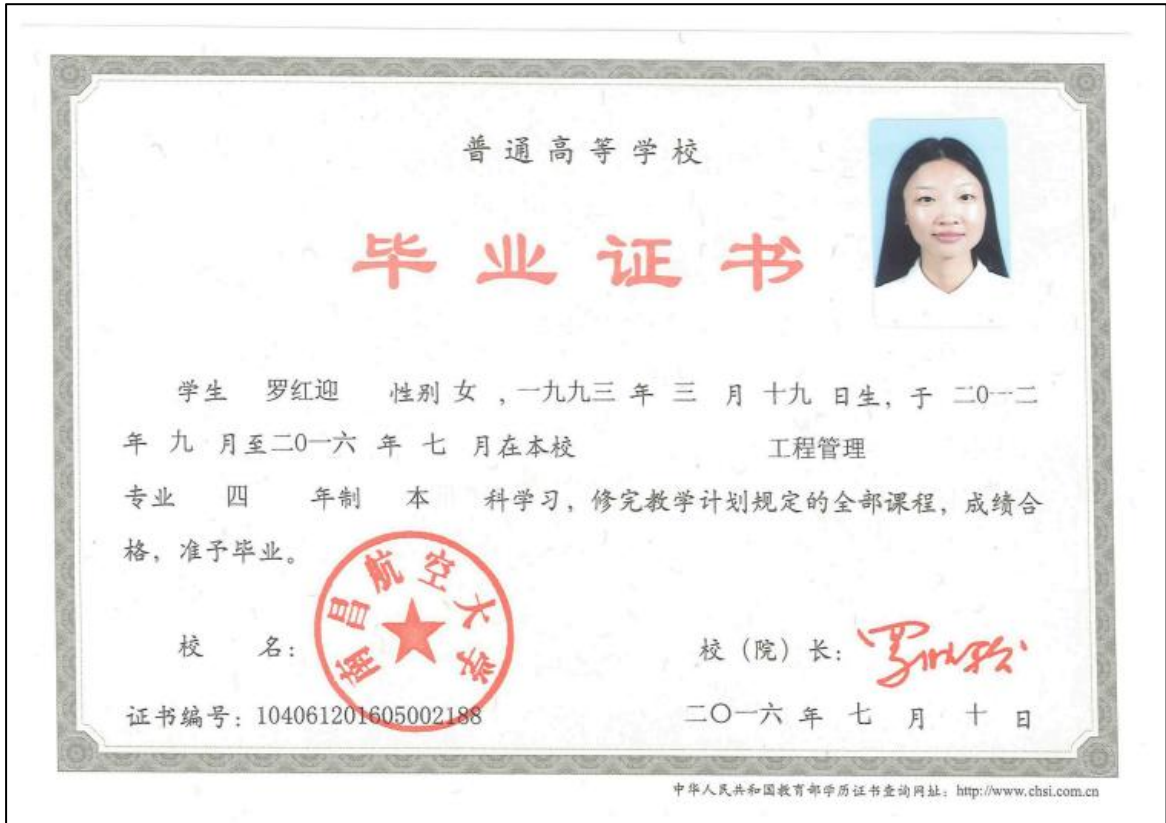 普通高等学校
毕业证书
学生 罗红迎 性别 女 ，一九九三 年 三 月 十九 日生，于 二0一二
年 九 月至二0一六 年 七 月在本校 工程管理
专业 四 年制 本 科学习，修完教学计划规定的全部课程，成绩合
格，准予毕业。
校 名：
南昌航空大学
校（院）长：
证书编号：104061201605002188
二〇一六 年 七 月 十 日
中华人民共和国教育部学历证书查询网址：http://www.chsi.com.cn